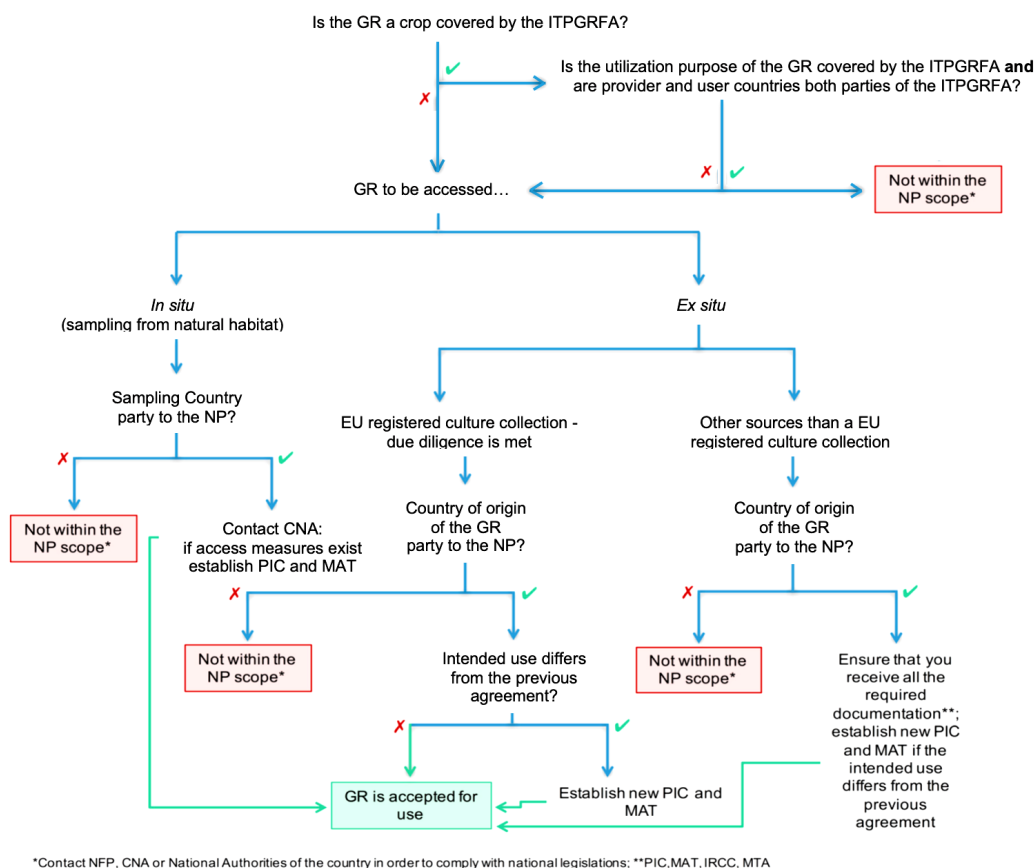 Is the GR a crop covered by the ITPGRFA?
Is the utilization purpose of the GR covered by the ITPGRFA and
are provider and user countries both parties of the ITPGRFA?
GR to be accessed…
Not within the
NP scope*
In situ
(sampling from natural habitat)
Ex situ
Sampling Country
party to the NP?
EU registered culture collection -
due diligence is met
Other sources than a EU
registered culture collection
Not within the
NP scope*
Contact CNA:
if access measures exist
establish PIC and MAT
Country of origin
of the GR
party to the NP?
Country of origin
of the GR
party to the NP?
Not within the
NP scope*
Intended use differs
from the previous
agreement?
Not within the
NP scope*
Ensure that you
receive all the
required
documentation**;
establish new PIC
and MAT if the
intended use
differs from the
previous
agreement
GR is accepted for
use
Establish new PIC and
MAT
*Contact NFP, CNA or National Authorities of the country in order to comply with national legislations; **PIC,MAT, IRCC, MTA